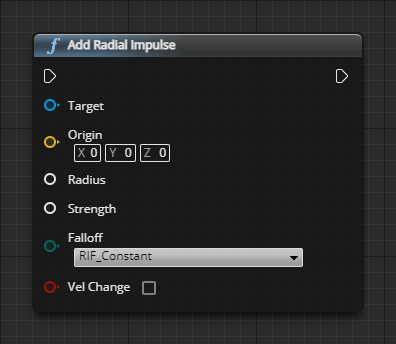 f Add Radial Impulse
Target
Origin
X 0 Y 0 Z 0
Radius
Strength
Falloff
RIF_Constant
Vel Change